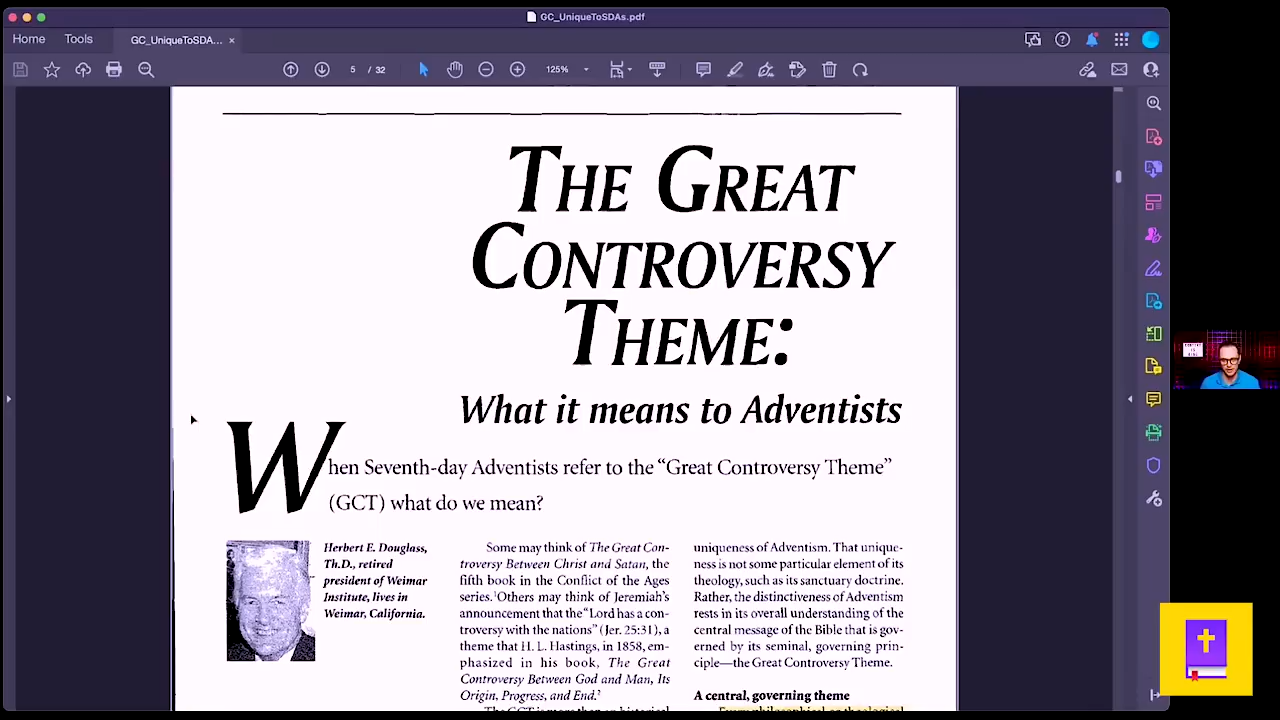 GC_UniqueToSDAs.pdf
Home Tools GC_UniqueToSDA... ×
5 / 32 125%
THE GREAT
CONTROVERSY
THEME:
What it means to Adventists
When Seventh-day Adventists refer to the “Great Controversy Theme”
(GCT) what do we mean?
Herbert E. Douglass,
Th.D., retired
president of Weimar
Institute, lives in
Weimar, California.
Some may think of The Great Con-
troversy Between Christ and Satan, the
fifth book in the Conflict of the Ages
series.¹Others may think of Jeremiah’s
announcement that the“Lord has a con-
troversy with the nations” (Jer. 25:31), a
theme that H. L. Hastings, in 1858, em-
phasized in his book, The Great
Controversy Between God and Man, Its
Origin, Progress, and End.²
uniqueness of Adventism. That unique-
ness is not some particular element of its
theology, such as its sanctuary doctrine.
Rather, the distinctiveness of Adventism
rests in its overall understanding of the
central message of the Bible that is gov-
erned by its seminal, governing prin-
ciple—the Great Controversy Theme.
A central, governing theme